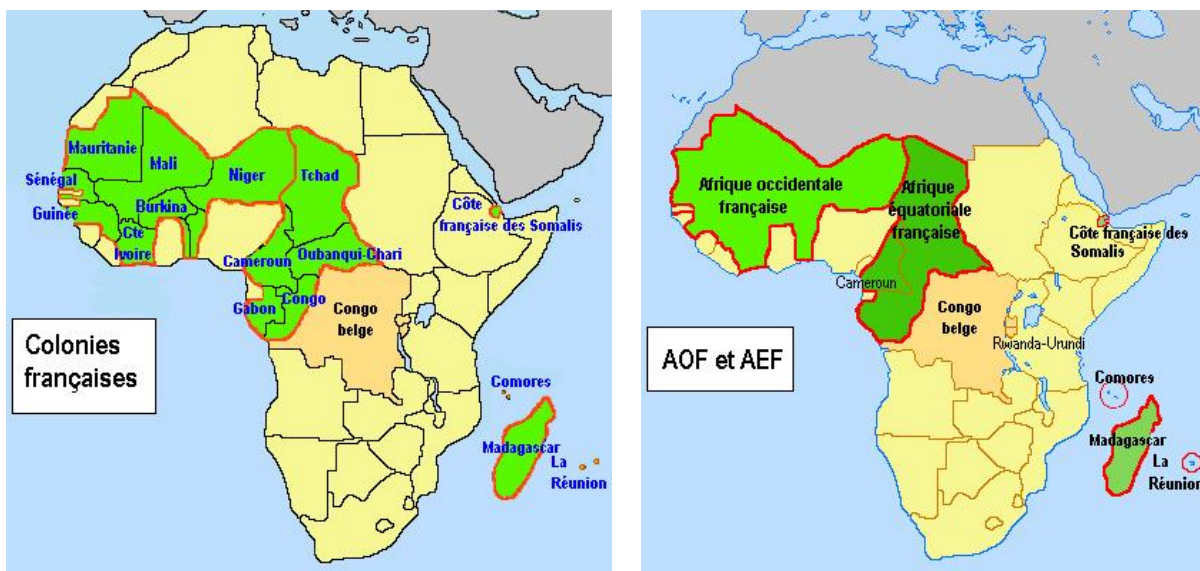 Mauritanie
Mali
Niger
Tchad
Sénégal
Guinée
Burkina
Cte
Ivoire
Côte
française des Somalis
Cameroun
Oubanqui-Chari
Gabon
Congo
Congo
belge
Colonies
françaises
Comores
Madagascar
La
Réunion
Afrique occidentale
française
Afrique
équatoriale
française
Côte française des
Somalis
Cameroun
Congo
belge
Rwanda-Urundi
AOF et AEF
Comores
Madagascar
La
Réunion